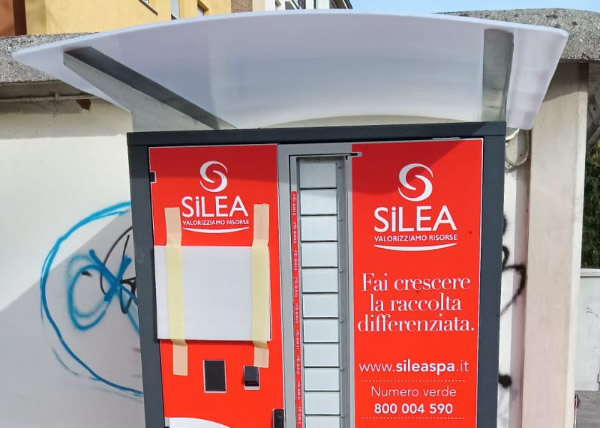 SiLEA
VALORIZZIAMO RISORSE
SiLEA
VALORIZZIAMO RISORSE
Fai crescere
la raccolta
differenziata.
www.sileaspa.it
Numero verde
800 004 590